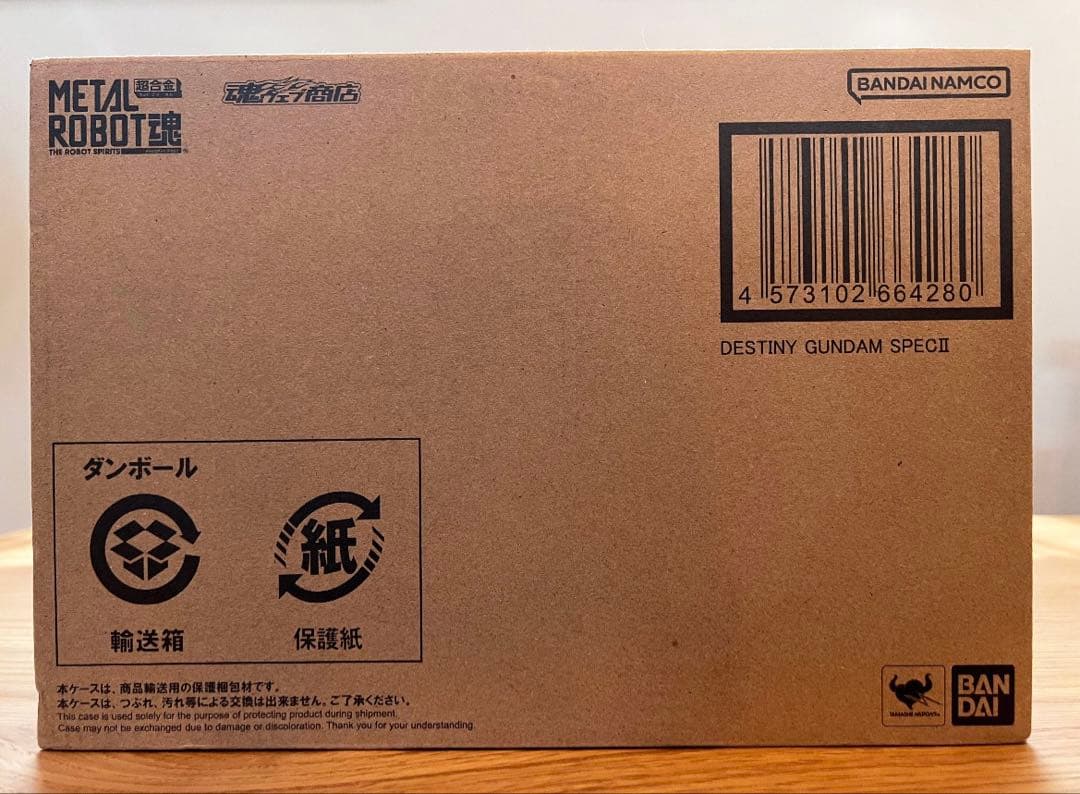 METAL 超合金
ROBOT魂
THE ROBOT SPIRITS
魂ウェブ商店
BANDAI NAMCO
4 573102 664280
DESTINY GUNDAM SPECⅡ
ダンボール
紙
輸送箱
保護紙
本ケースは、商品輸送用の保護梱包材です。
本ケースは、つぶれ、汚れ等による交換は出来ません。ご了承ください。
This case is used solely for the purpose of protecting product during shipment.
Case may not be exchanged due to damage or discoloration. Thank you for your understanding.
TAMASHII NATIONS
BAN
DAI